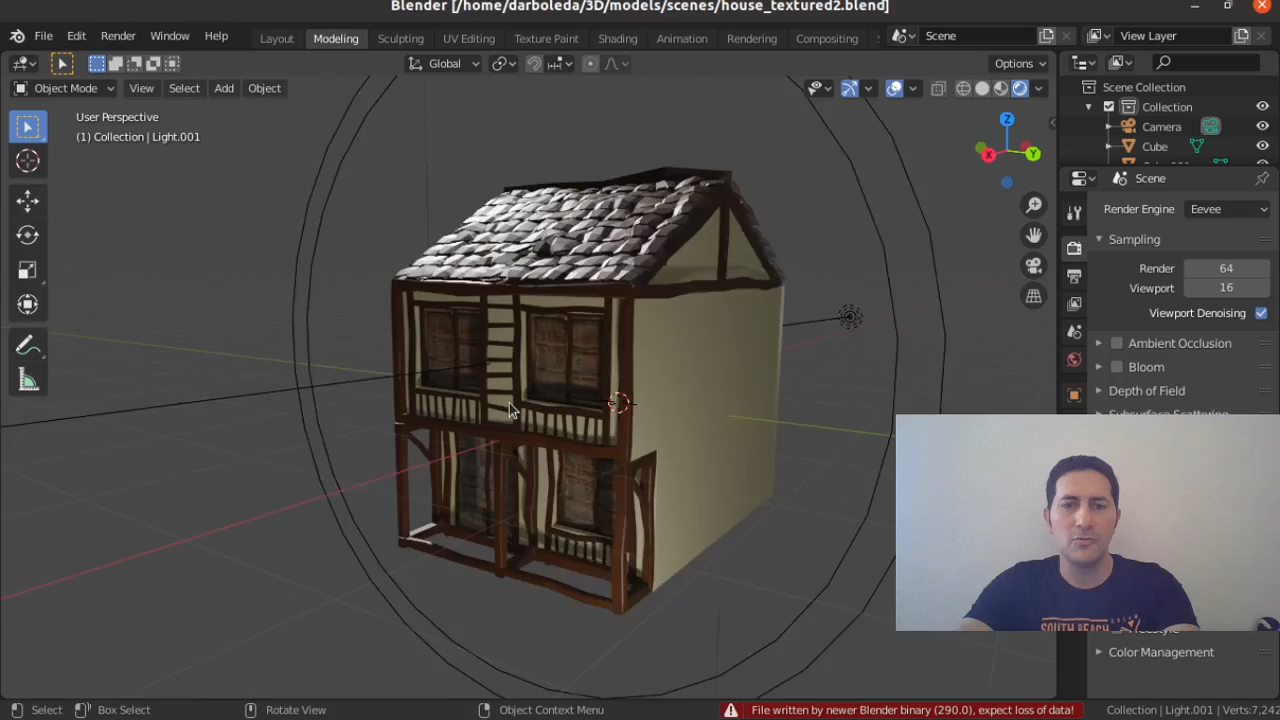 Blender [/home/darboleda/3D/models/scenes/house_textured2.blend]
File Edit Render Window Help Layout Modeling Sculpting UV Editing Texture Paint Shading Animation Rendering Compositing Scene View Layer
Global Options
Object Mode View Select Add Object
Scene Collection
Collection
Camera
Cube
User Perspective
(1) Collection | Light.001
Z
X
Y
Scene
Render Engine Eevee
Sampling
Render 64
Viewport 16
Viewport Denoising
Ambient Occlusion
Bloom
Depth of Field
SOUTH BEACH
Color Management
Select Box Select Rotate View Object Context Menu File written by newer Blender binary (290.0), expect loss of data! Collection | Light.001 | Verts:7,242